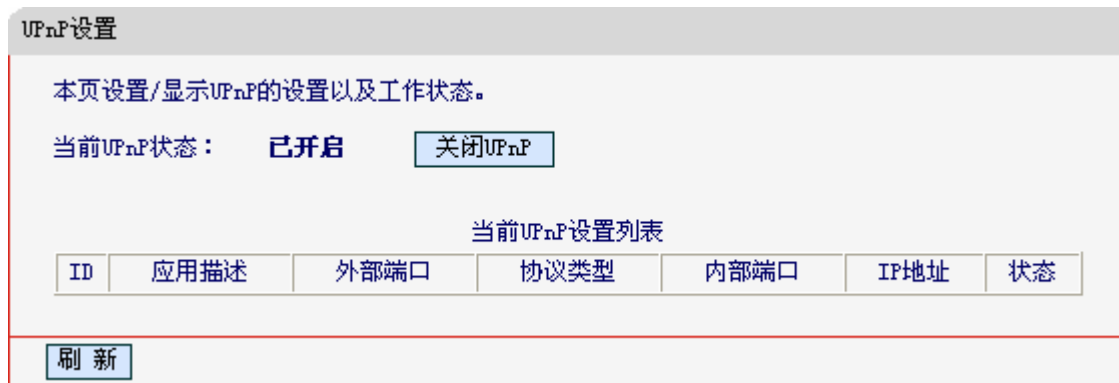 UPnP设置
本页设置/显示UPnP的设置以及工作状态。
当前UPnP状态： 已开启 关闭UPnP
当前UPnP设置列表
ID 应用描述 外部端口 协议类型 内部端口 IP地址 状态
刷 新